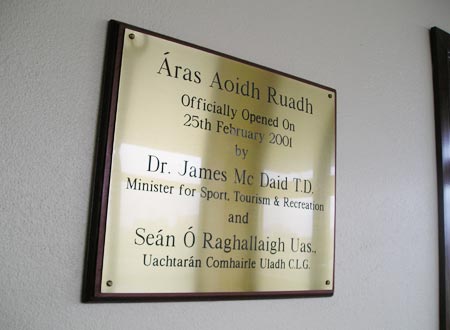 Áras Aoidh Ruadh
Officially Opened On
25th February 2001
by
Dr. James Mc Daid T.D.
Minister for Sport, Tourism & Recreation
and
Seán Ó Raghallaigh Uas.,
Uachtarán Comhairle Uladh C.L.G.